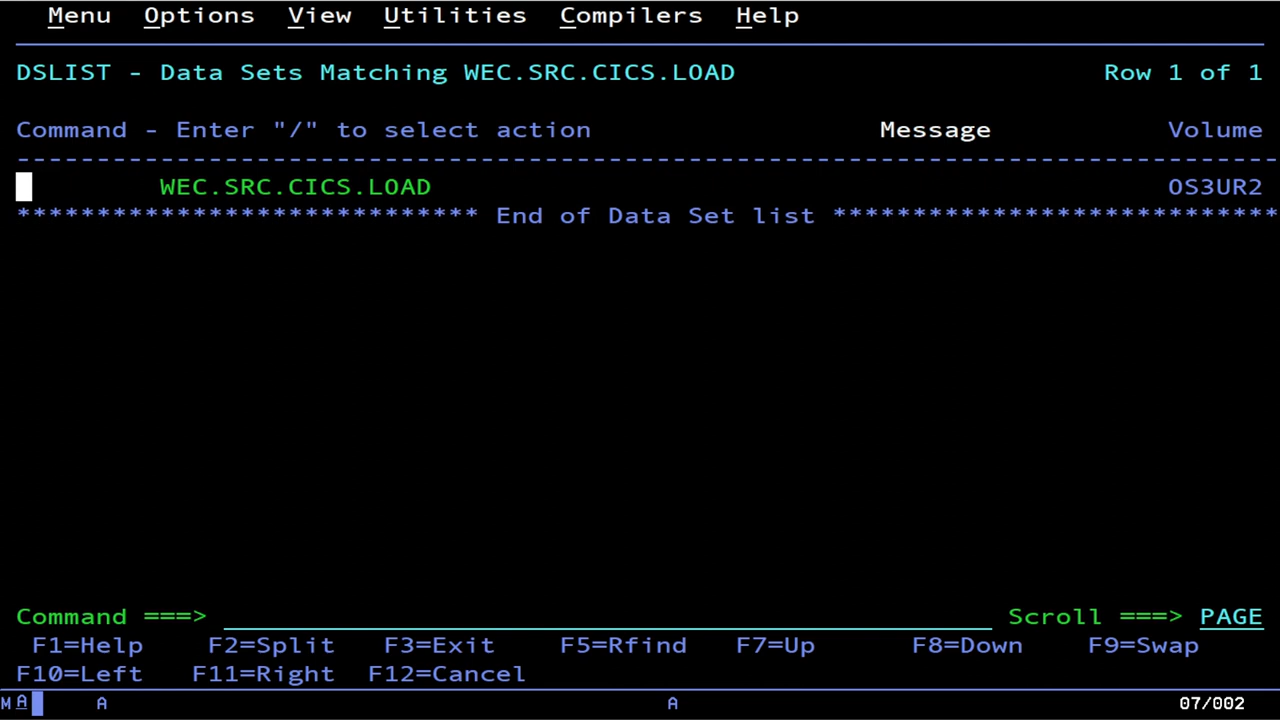 Menu Options View Utilities Compilers Help
DSLIST - Data Sets Matching WEC.SRC.CICS.LOAD Row 1 of 1
Command - Enter "/" to select action Message Volume
-------------------------------------------------------------------------------
WEC.SRC.CICS.LOAD OS3UR2
***************************** End of Data Set list ****************************
Command ===> Scroll ===> PAGE
F1=Help F2=Split F3=Exit F5=Rfind F7=Up F8=Down F9=Swap
F10=Left F11=Right F12=Cancel
M A A A 07/002